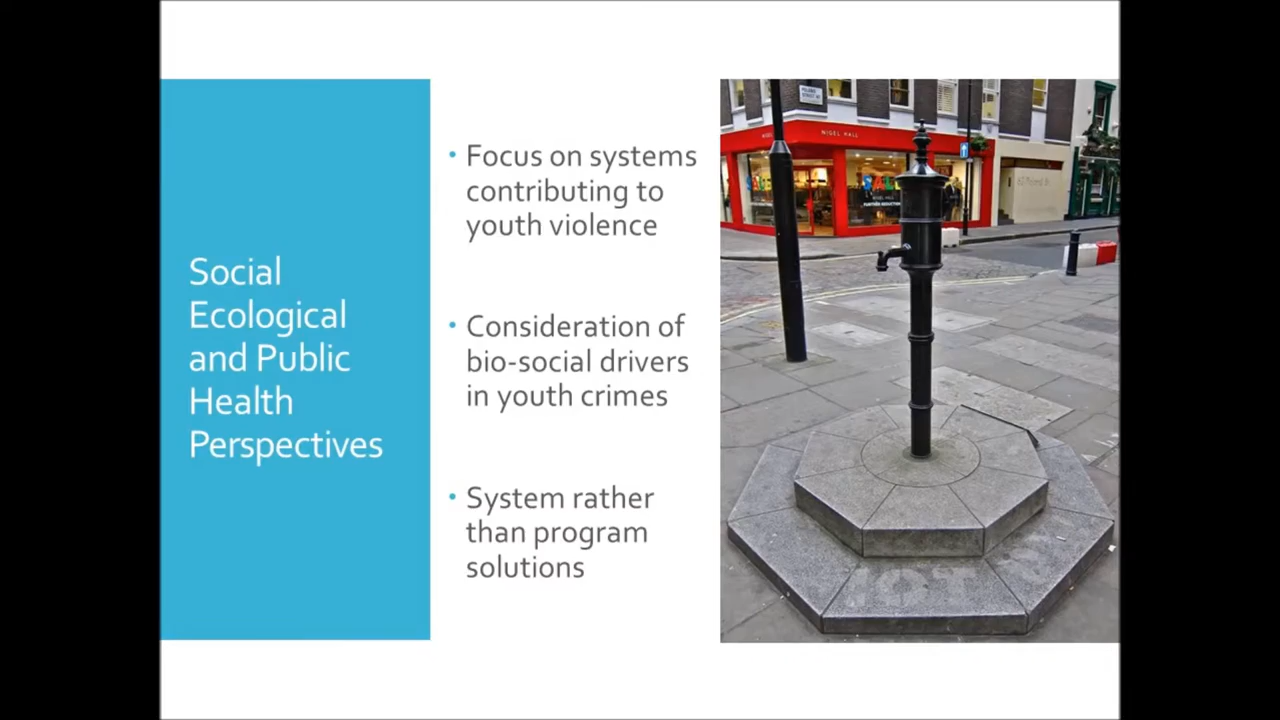 Social
Ecological
and Public
Health
Perspectives
• Focus on systems
contributing to
youth violence
• Consideration of
bio-social drivers
in youth crimes
• System rather
than program
solutions
NIGEL HALL